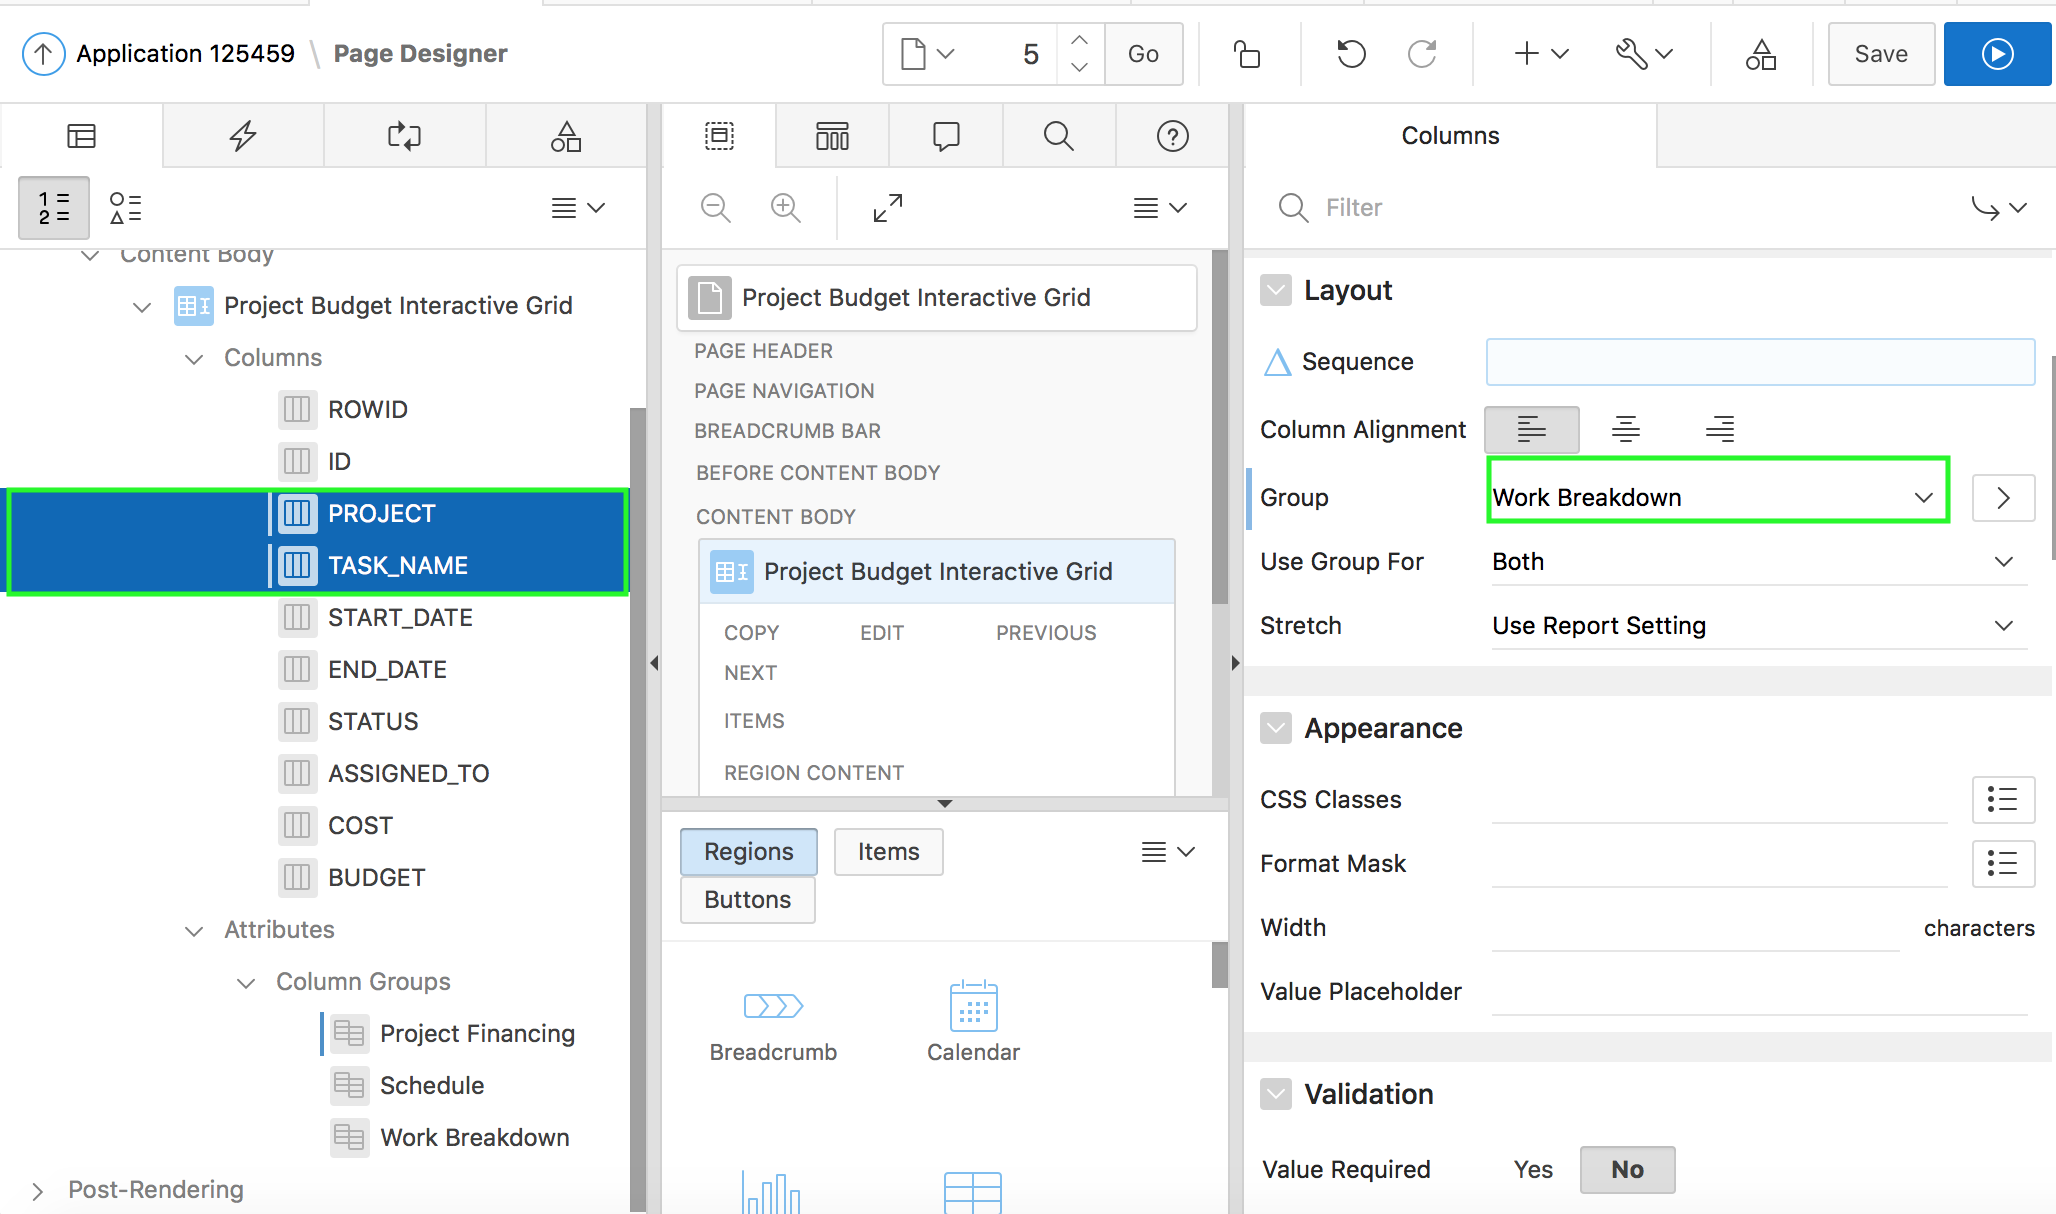 Application 125459 \ Page Designer
5
Go
Save
1 =
2 =
Content Body
Project Budget Interactive Grid
Columns
ROWID
ID
PROJECT
TASK_NAME
START_DATE
END_DATE
STATUS
ASSIGNED_TO
COST
BUDGET
Attributes
Column Groups
Project Financing
Schedule
Work Breakdown
Post-Rendering
Project Budget Interactive Grid
PAGE HEADER
PAGE NAVIGATION
BREADCRUMB BAR
BEFORE CONTENT BODY
CONTENT BODY
Project Budget Interactive Grid
COPY EDIT PREVIOUS
NEXT
ITEMS
REGION CONTENT
Regions Items
Buttons
Breadcrumb Calendar
Columns
Filter
Layout
Sequence
Column Alignment
Group Work Breakdown
Use Group For Both
Stretch Use Report Setting
Appearance
CSS Classes
Format Mask
Width characters
Value Placeholder
Validation
Value Required Yes No